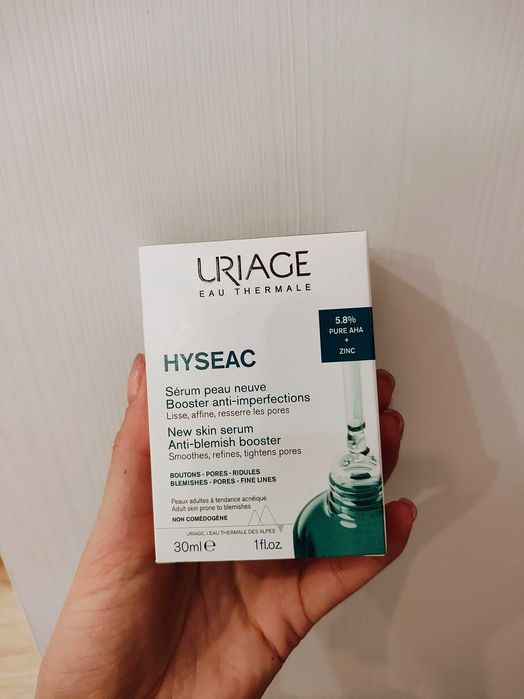 URIAGE
EAU THERMALE
5.8%
PURE AHA
+
ZINC
HYSEAC
Sérum peau neuve
Booster anti-imperfections
Lisse, affine, resserre les pores
New skin serum
Anti-blemish booster
Smoothes, refines, tightens pores
BOUTONS - PORES - RIDULES
BLEMISHES - PORES - FINE LINES
Peaux adultes à tendance acnéique
Adult skin prone to blemishes
NON COMÉDOGÈNE
URIAGE, L'EAU THERMALE DES ALPES
30ml℮ 1fl.oz.